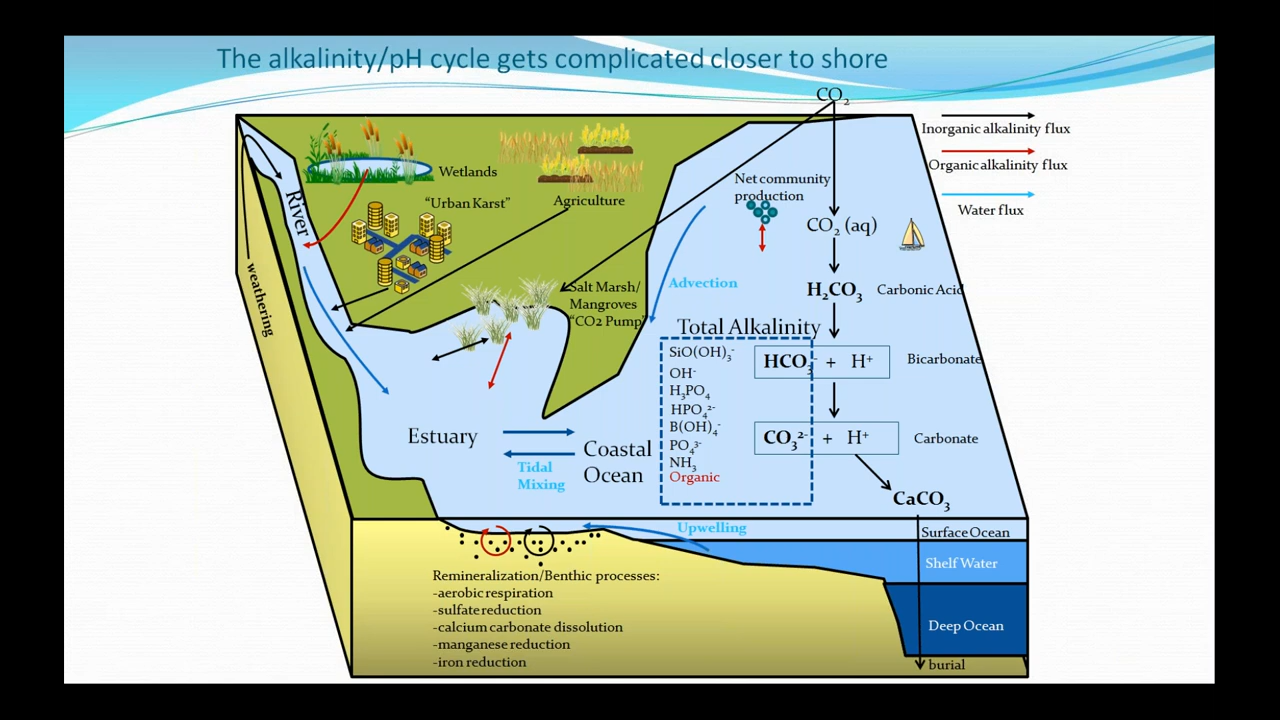 The alkalinity/pH cycle gets complicated closer to shore
CO₂
Inorganic alkalinity flux
Organic alkalinity flux
Water flux
Wetlands
"Urban Karst"
Agriculture
River
weathering
Net community
production
CO₂ (aq)
H₂CO₃ Carbonic Acid
Advection
Salt Marsh/
Mangroves
"CO2 Pump"
Total Alkalinity
SiO(OH)₃⁻
OH⁻
H₃PO₄
HPO₄²⁻
B(OH)₄⁻
PO₄³⁻
NH₃
Organic
HCO₃⁻ + H⁺ Bicarbonate
CO₃²⁻ + H⁺ Carbonate
CaCO₃
Estuary
Tidal
Mixing
Coastal
Ocean
Upwelling
Surface Ocean
Shelf Water
Deep Ocean
burial
Remineralization/Benthic processes:
-aerobic respiration
-sulfate reduction
-calcium carbonate dissolution
-manganese reduction
-iron reduction